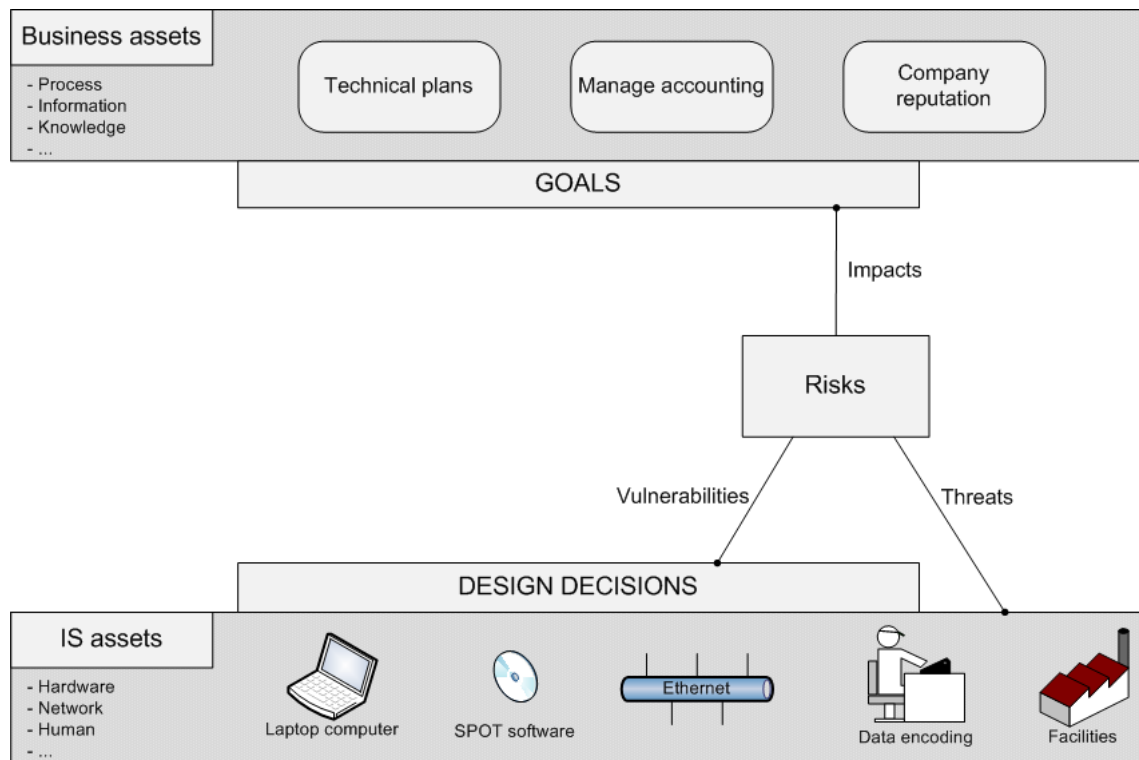 Business assets
- Process
- Information
- Knowledge
- ...
Technical plans
Manage accounting
Company
reputation
GOALS
Impacts
Risks
Vulnerabilities
Threats
DESIGN DECISIONS
IS assets
- Hardware
- Network
- Human
- ...
Laptop computer
SPOT software
Ethernet
Data encoding
Facilities